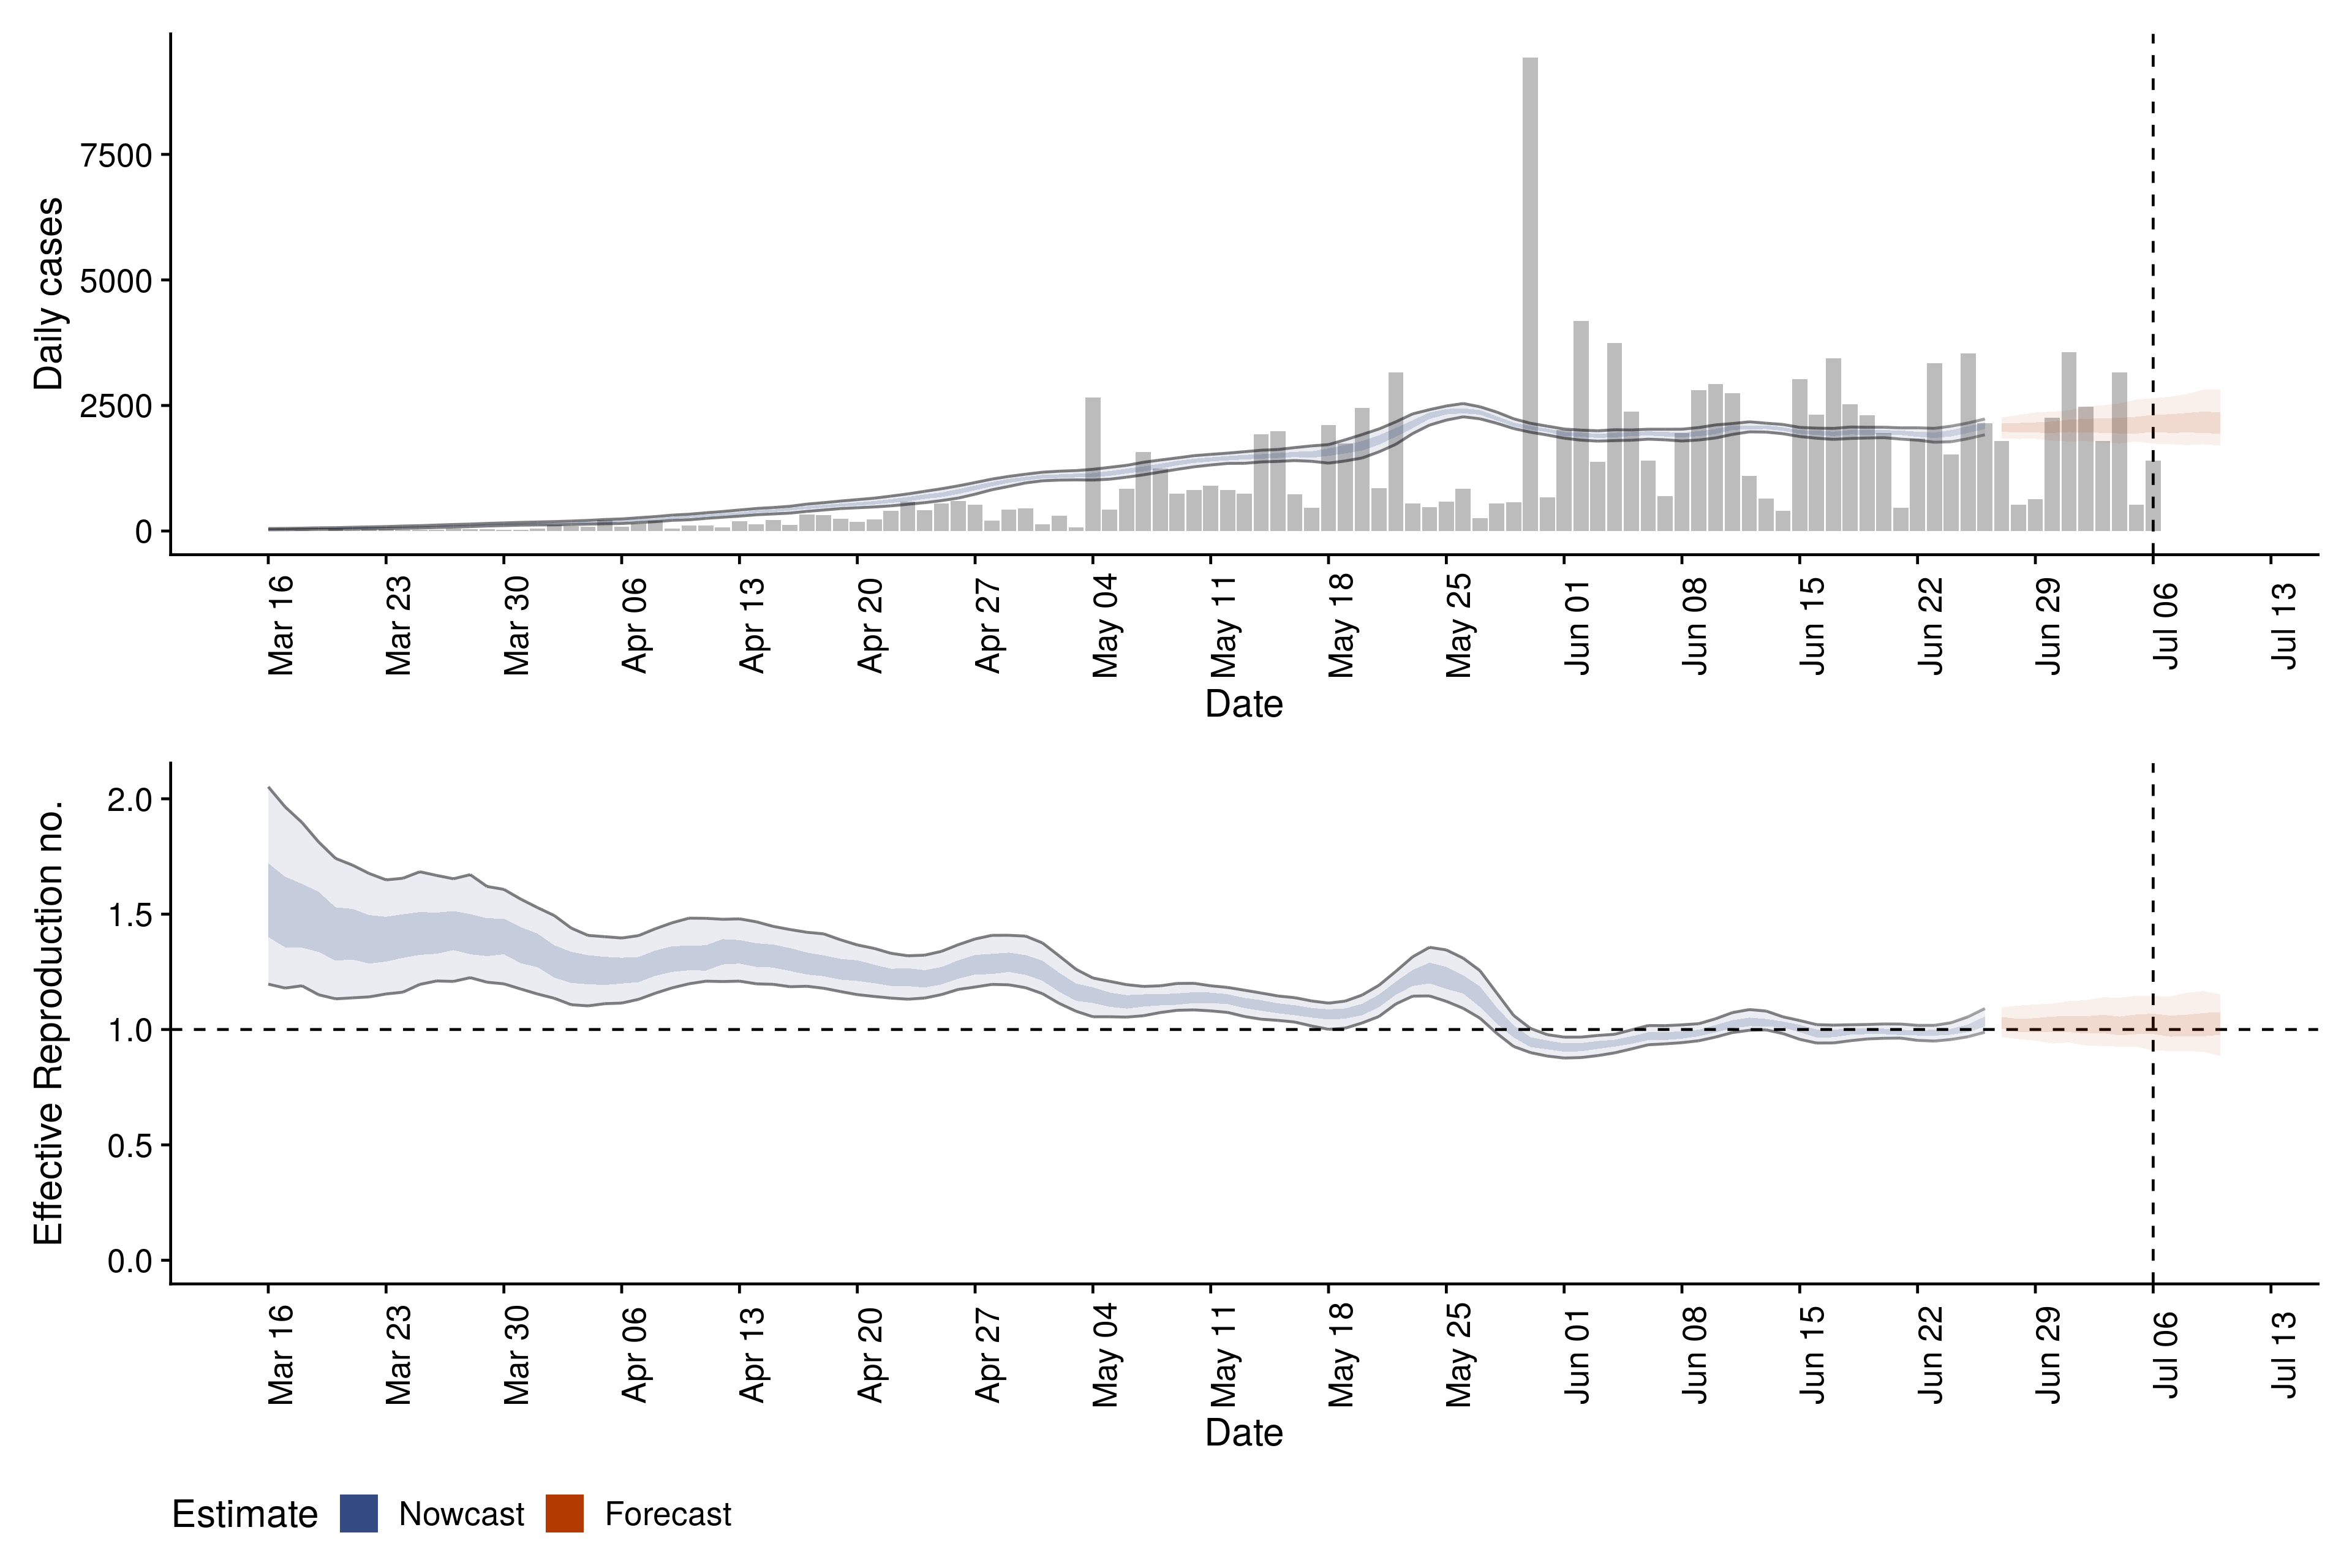 Daily cases
7500
5000
2500
0
Mar 16
Mar 23
Mar 30
Apr 06
Apr 13
Apr 20
Apr 27
May 04
May 11
May 18
May 25
Jun 01
Jun 08
Jun 15
Jun 22
Jun 29
Jul 06
Jul 13
Date
Effective Reproduction no.
2.0
1.5
1.0
0.5
0.0
Mar 16
Mar 23
Mar 30
Apr 06
Apr 13
Apr 20
Apr 27
May 04
May 11
May 18
May 25
Jun 01
Jun 08
Jun 15
Jun 22
Jun 29
Jul 06
Jul 13
Date
Estimate Nowcast Forecast